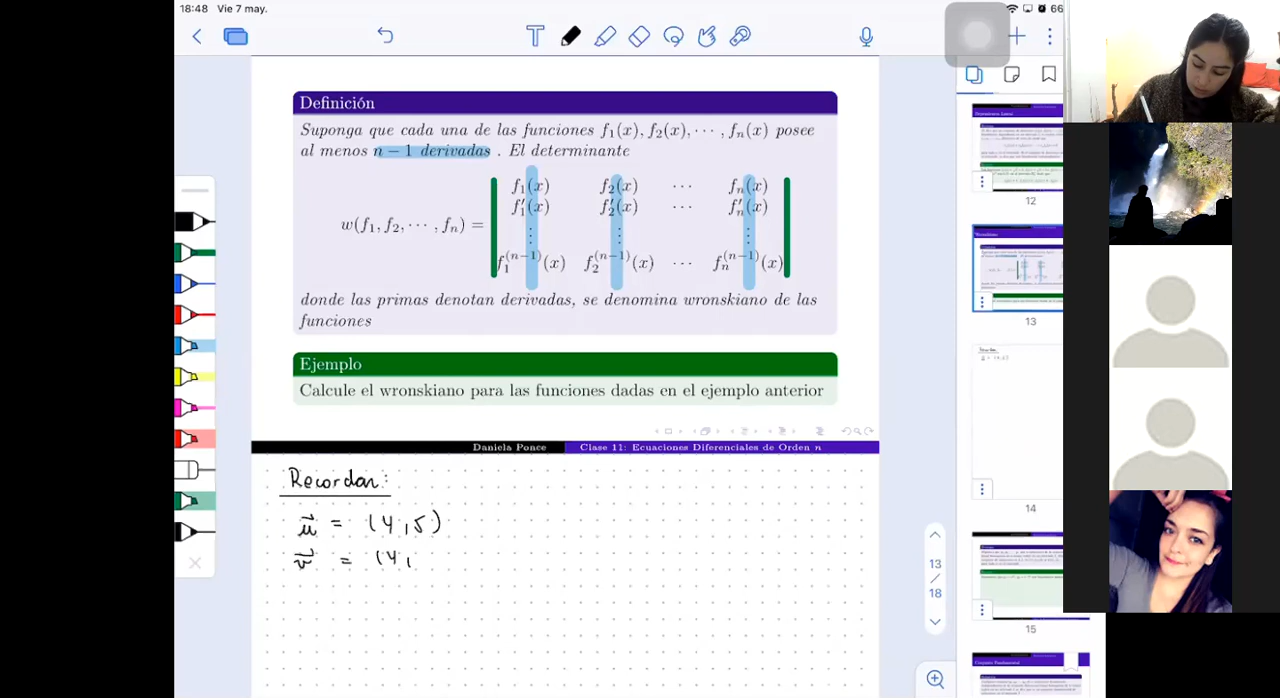 18:48 Vie 7 may. 66
Definición
Suponga que cada una de las funciones f₁(x), f₂(x), ⋯ , fₙ(x) posee
n − 1 derivadas . El determinante
f₁(x) f₂(x) ⋯ fₙ(x)
f₁′(x) f₂′(x) ⋯ fₙ′(x)
w(f₁, f₂, ⋯ , fₙ) =
⋮ ⋮ ⋮
f₁⁽ⁿ⁻¹⁾(x) f₂⁽ⁿ⁻¹⁾(x) ⋯ fₙ⁽ⁿ⁻¹⁾(x)
donde las primas denotan derivadas, se denomina wronskiano de las
funciones
Ejemplo
Calcule el wronskiano para las funciones dadas en el ejemplo anterior
Daniela Ponce Clase 11: Ecuaciones Diferenciales de Orden n
Recordar:
u⃗ = (4,5)
v⃗ = (4,
13
/
18
12
13
14
15
Conjunto Fundamental